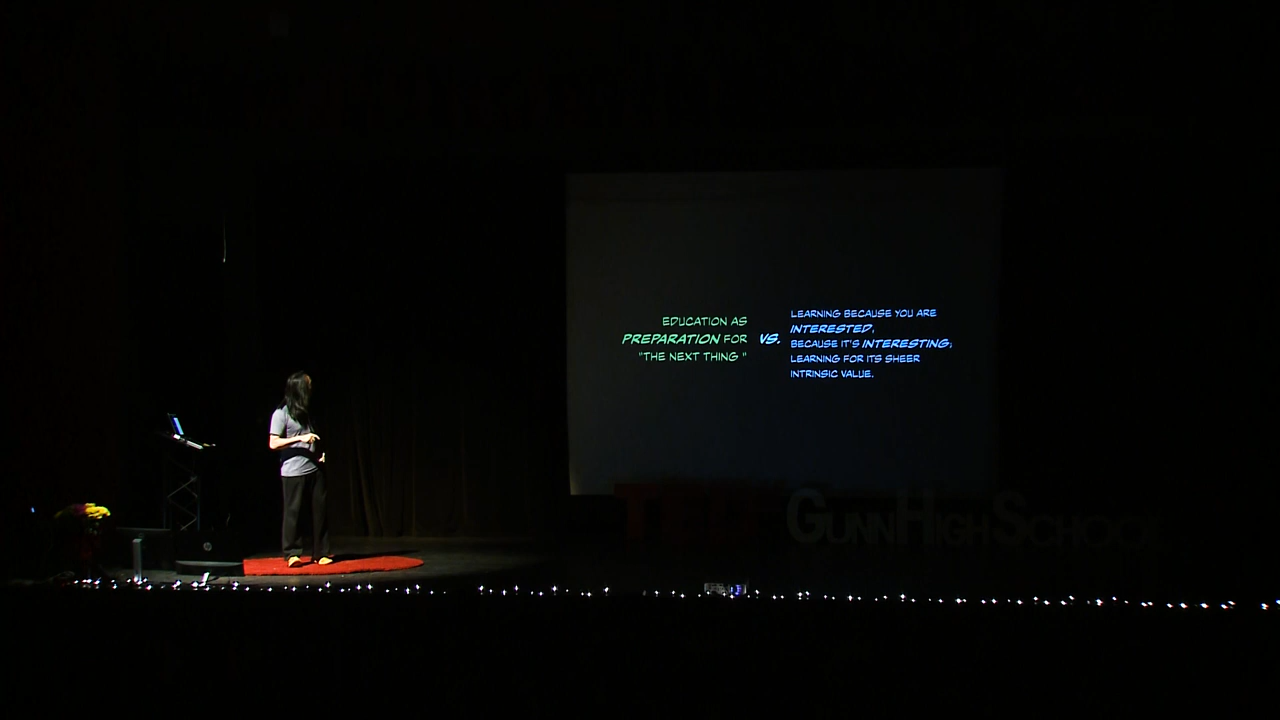 EDUCATION AS
PREPARATION FOR
"THE NEXT THING "
VS.
LEARNING BECAUSE YOU ARE
INTERESTED,
BECAUSE IT'S INTERESTING;
LEARNING FOR ITS SHEER
INTRINSIC VALUE.
TEDx GUNN HIGH SCHOOL